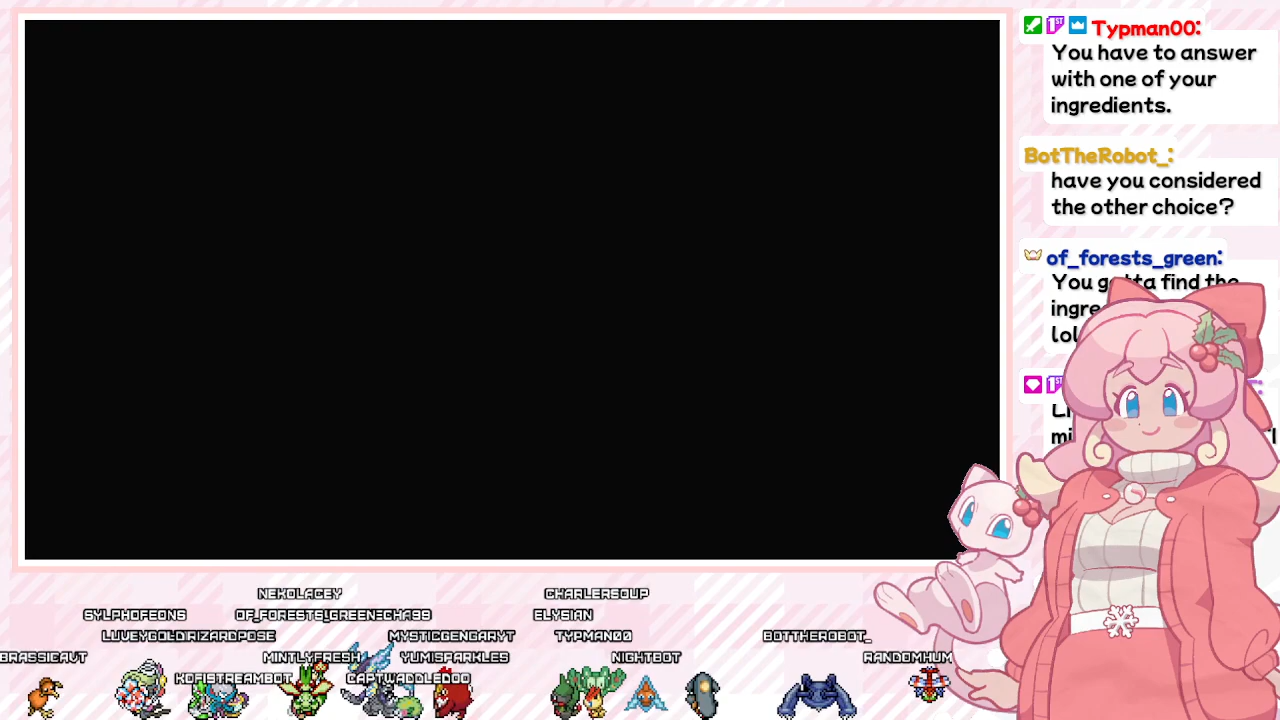 Typman00:
You have to answer
with one of your
ingredients.
BotTheRobot_:
have you considered
the other choice?
of_forests_green:
You gotta find the
ingre
lol
NEKOLACEY
CHARLERSOUP
SYLPHOFEONS
ELYSIAN
LUVEYGOLDIRIZARDPOSE
MYSTICGENGARYT
TYPMAN00
BOTTHEROBOT_
BRASSICAVT
MINTLYFRESH
YUMISPARKLES
NIGHTBOT
RANDOMHUM
KOFISTREAMBOT
CAPTWADDLEDOO